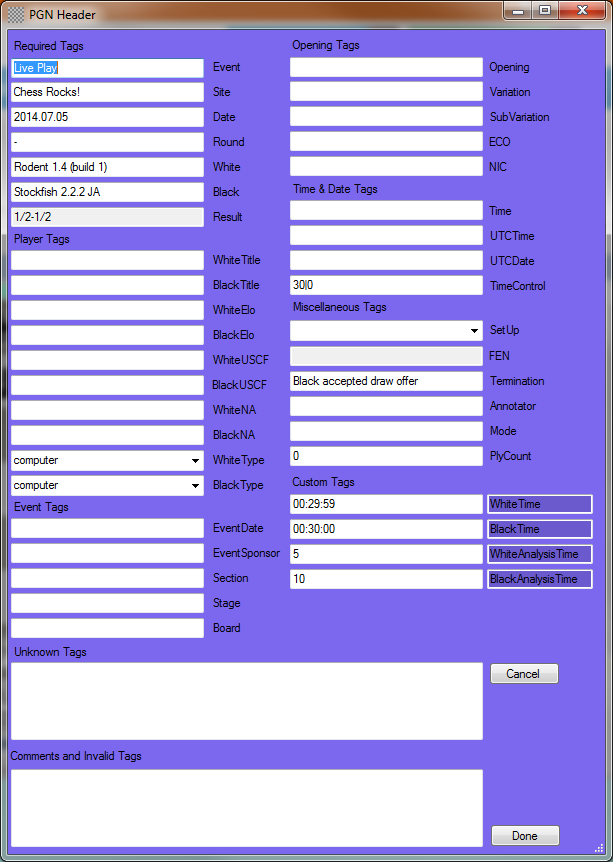 PGN Header
Required Tags
Live Play Event
Chess Rocks! Site
2014.07.05 Date
- Round
Rodent 1.4 (build 1) White
Stockfish 2.2.2 JA Black
1/2-1/2 Result
Player Tags
WhiteTitle
BlackTitle
WhiteElo
BlackElo
WhiteUSCF
BlackUSCF
WhiteNA
BlackNA
computer WhiteType
computer BlackType
Event Tags
EventDate
EventSponsor
Section
Stage
Board
Opening Tags
Opening
Variation
SubVariation
ECO
NIC
Time & Date Tags
Time
UTCTime
UTCDate
30|0 TimeControl
Miscellaneous Tags
SetUp
FEN
Black accepted draw offer Termination
Annotator
Mode
0 PlyCount
Custom Tags
00:29:59 WhiteTime
00:30:00 BlackTime
5 WhiteAnalysisTime
10 BlackAnalysisTime
Unknown Tags
Cancel
Comments and Invalid Tags
Done